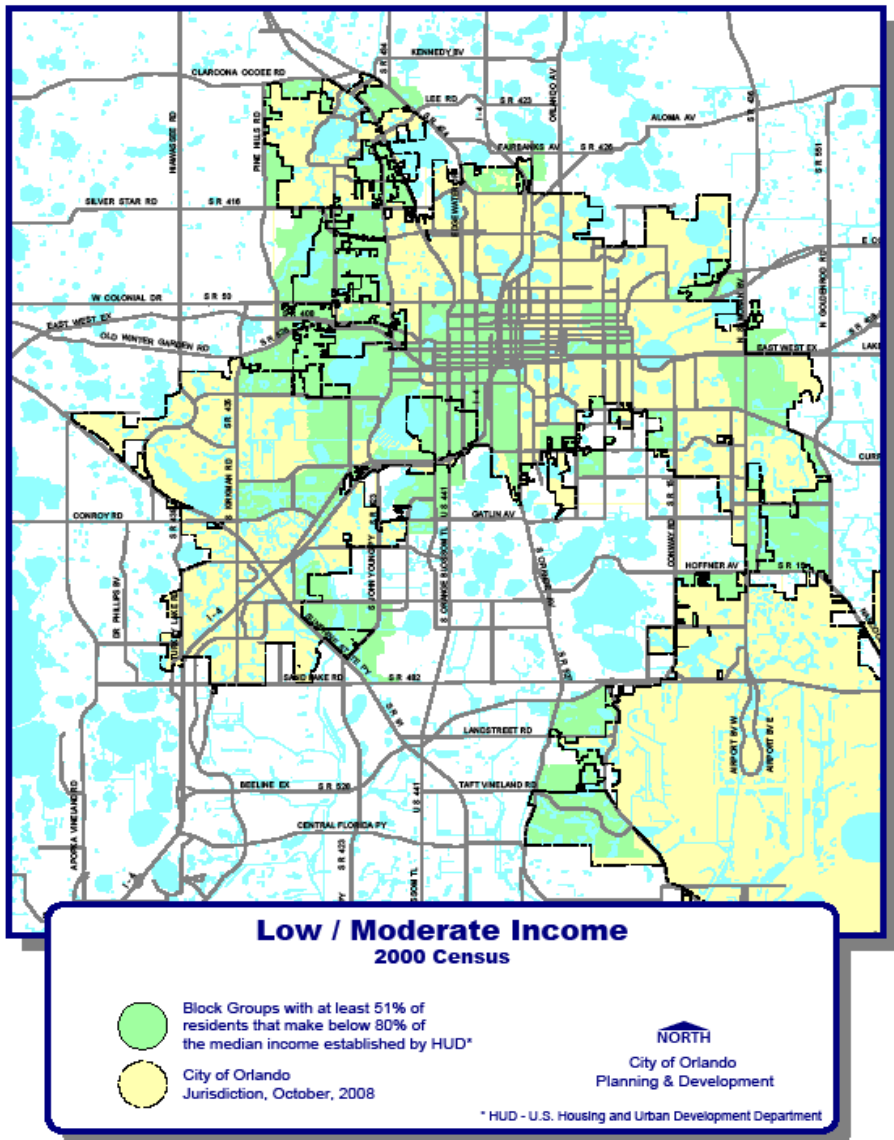 KENNEDY BV
S R 434
CLARCONA OCOEE RD
LEE RD
S R 423
I - 4
ORLANDO AV
S R 436
ALOMA AV
HIAWASSEE RD
PINE HILLS RD
FAIRBANKS AV
S R 426
S R 551
SILVER STAR RD
S R 416
W COLONIAL DR
S R 50
N GOLDENROD RD
EAST WEST EX
OLD WINTER GARDEN RD
S R 408
EAST WEST EX
I - 4
S R 435
S KIRKMAN RD
CONROY RD
U S 441
GATLIN AV
S R 15
CONWAY RD
HOFFNER AV
DR PHILLIPS BV
S JOHN YOUNG PY
S ORANGE BLOSSOM TL
S ORANGE AV
TURKEY LAKE RD
I - 4
SAND LAKE RD
S R 482
S R 527
S R 91
LANDSTREET RD
AIRPORT BV W
AIRPORT BV E
BEELINE EX
S R 528
TAFT VINELAND RD
U S 441
APOPKA VINELAND RD
CENTRAL FLORIDA PY
S R 423
I - 4
Low / Moderate Income
2000 Census
Block Groups with at least 51% of
residents that make below 80% of
the median income established by HUD*
City of Orlando
Jurisdiction, October, 2008
NORTH
City of Orlando
Planning & Development
* HUD - U.S. Housing and Urban Development Department